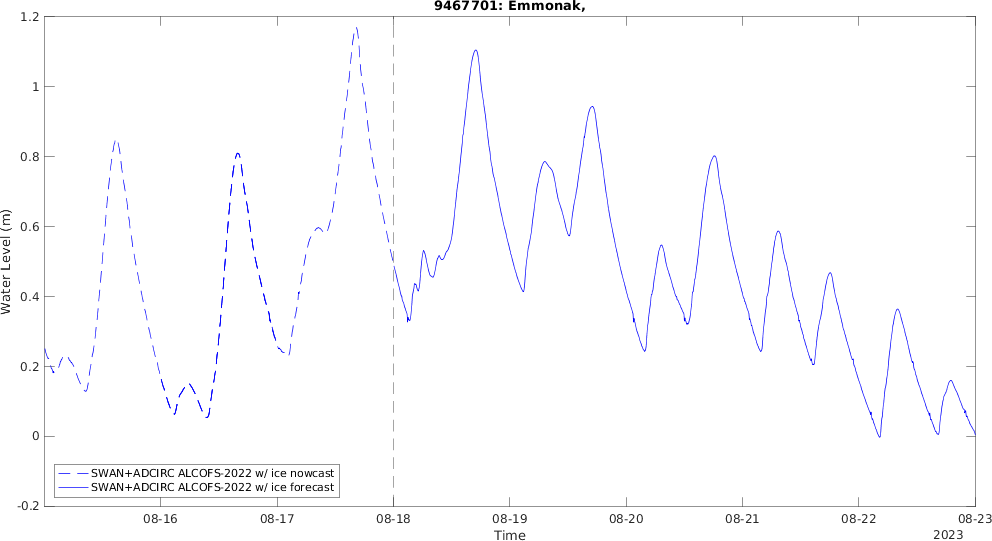 9467701: Emmonak,
1.2
1
0.8
0.6
0.4
0.2
0
-0.2
Water Level (m)
SWAN+ADCIRC ALCOFS-2022 w/ ice nowcast
SWAN+ADCIRC ALCOFS-2022 w/ ice forecast
08-16 08-17 08-18 08-19 08-20 08-21 08-22 08-23
Time
2023